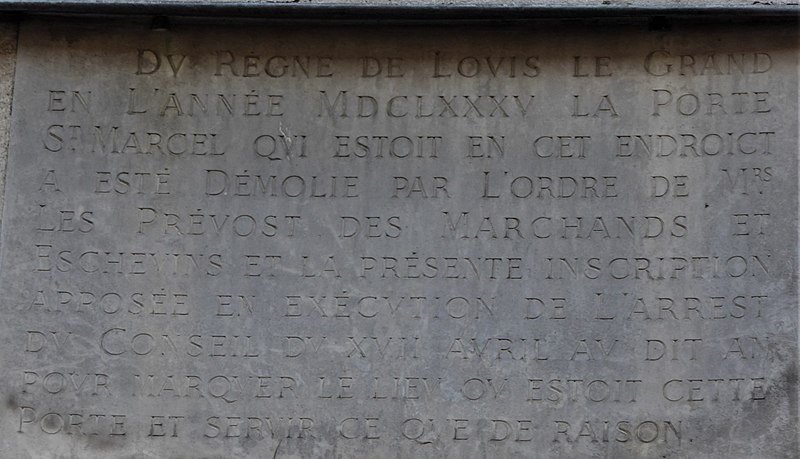 DV RÈGNE DE LOVIS LE GRAND
EN L'ANNÉE MDCLXXXV LA PORTE
ST MARCEL QVI ESTOIT EN CET ENDROICT
A ESTÉ DÉMOLIE PAR L'ORDRE DE MRS
LES PRÉVOST DES MARCHANDS ET
ESCHEVINS ET LA PRÉSENTE INSCRIPTION
APPOSÉE EN EXÉCVTION DE L'ARREST
DV CONSEIL DV XVII AVRIL AV DIT AN
POVR MARQVER LE LIEV OV ESTOIT CETTE
PORTE ET SERVIR CE QVE DE RAISON.